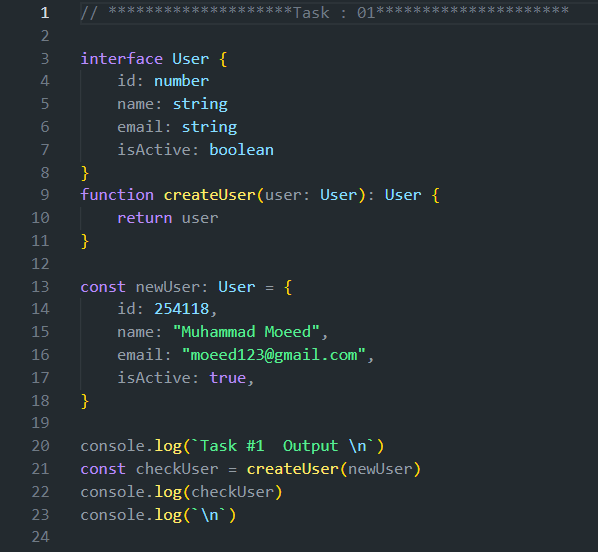 1 // ********************Task : 01*********************
2
3 interface User {
4     id: number
5     name: string
6     email: string
7     isActive: boolean
8 }
9 function createUser(user: User): User {
10     return user
11 }
12
13 const newUser: User = {
14     id: 254118,
15     name: "Muhammad Moeed",
16     email: "moeed123@gmail.com",
17     isActive: true,
18 }
19
20 console.log(`Task #1  Output \n`)
21 const checkUser = createUser(newUser)
22 console.log(checkUser)
23 console.log(`\n`)
24